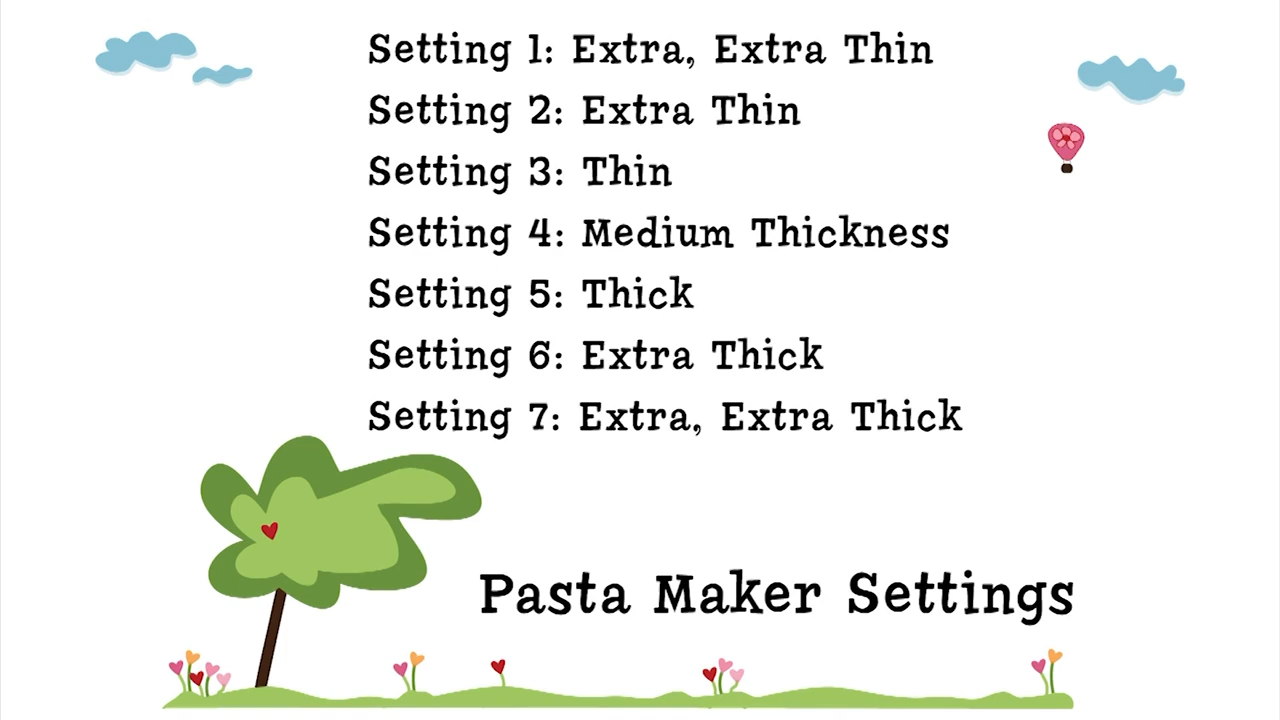 Setting 1: Extra, Extra Thin
Setting 2: Extra Thin
Setting 3: Thin
Setting 4: Medium Thickness
Setting 5: Thick
Setting 6: Extra Thick
Setting 7: Extra, Extra Thick
Pasta Maker Settings